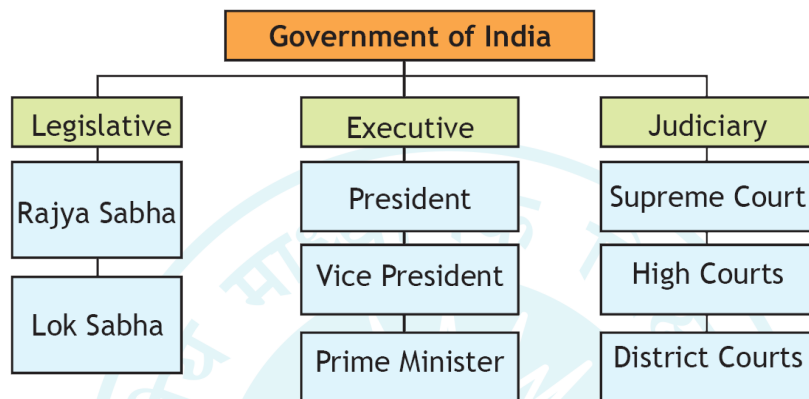 Government of India
Legislative
Executive
Judiciary
Rajya Sabha
President
Supreme Court
Vice President
High Courts
Lok Sabha
Prime Minister
District Courts